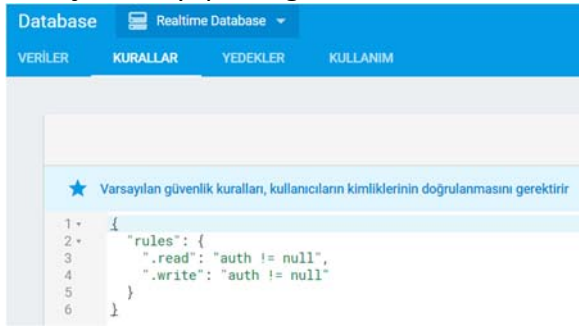 Database Realtime Database
VERİLER KURALLAR YEDEKLER KULLANIM
Varsayılan güvenlik kuralları, kullanıcıların kimliklerinin doğrulanmasını gerektirir
1 {
2 "rules": {
3 ".read": "auth != null",
4 ".write": "auth != null"
5 }
6 }